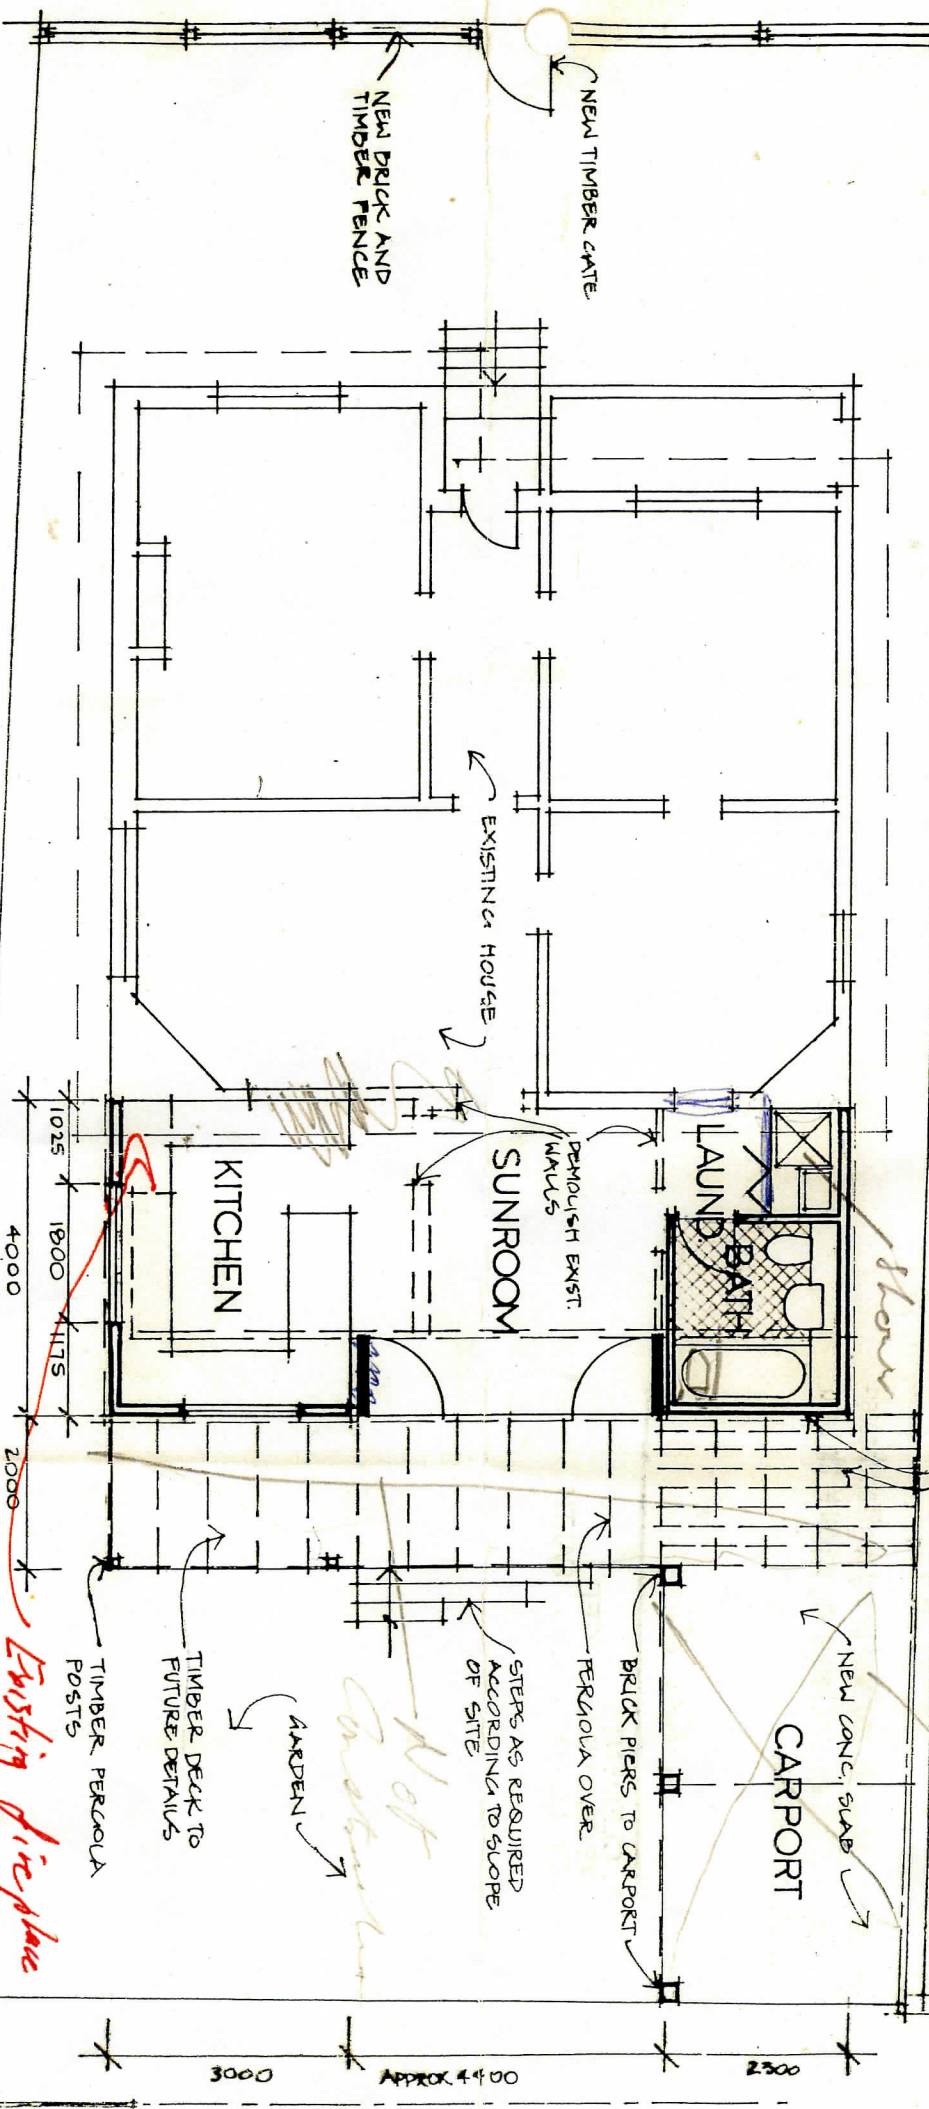 NEW BRICK AND
TIMBER FENCE
NEW TIMBER GATE
EXISTING HOUSE
DEMOLISH EXIST.
WALLS
KITCHEN
SUNROOM
LAUND.
BATH
Show
1025
1800
1175
4000
2000
Existing fireplace
TIMBER PERGOLA
POSTS
TIMBER DECK TO
FUTURE DETAILS
GARDEN
Not
STEPS AS REQUIRED
ACCORDING TO SLOPE
OF SITE
PERGOLA OVER
BRICK PIERS TO CARPORT
CARPORT
NEW CONC. SLAB
3000
APPROX 4400
2300